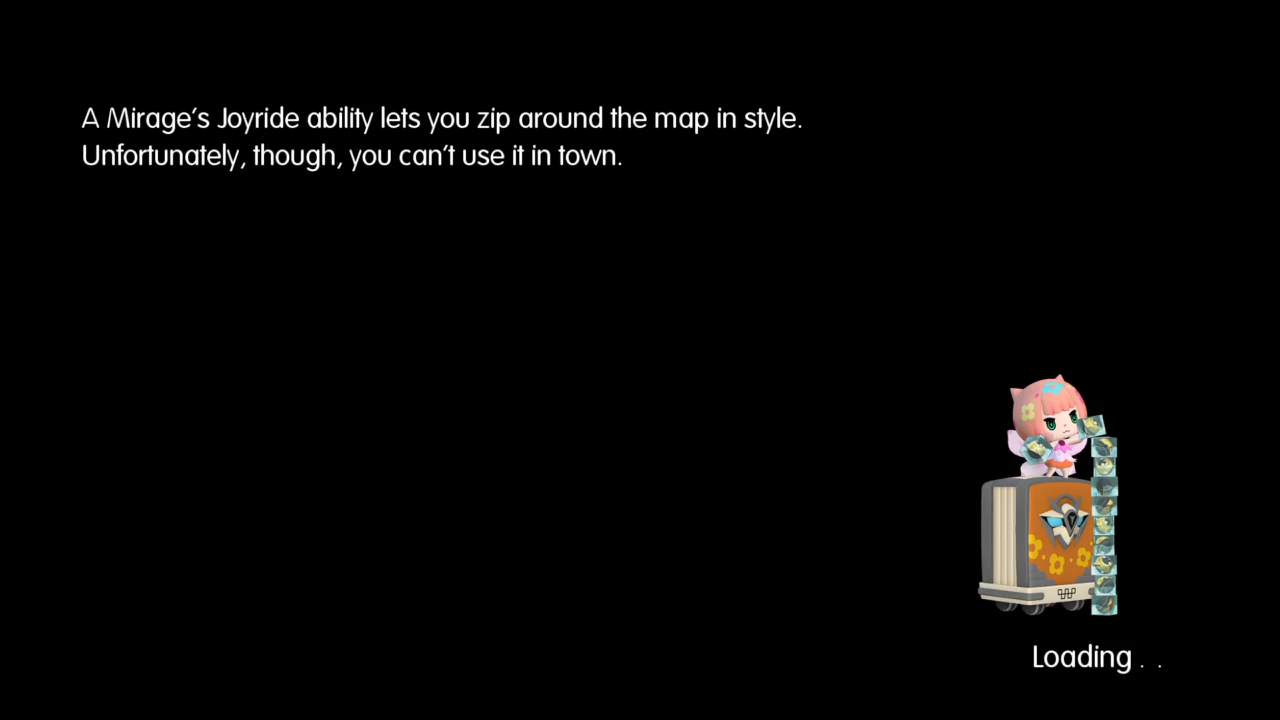 A Mirage's Joyride ability lets you zip around the map in style.
Unfortunately, though, you can't use it in town.
Loading . .